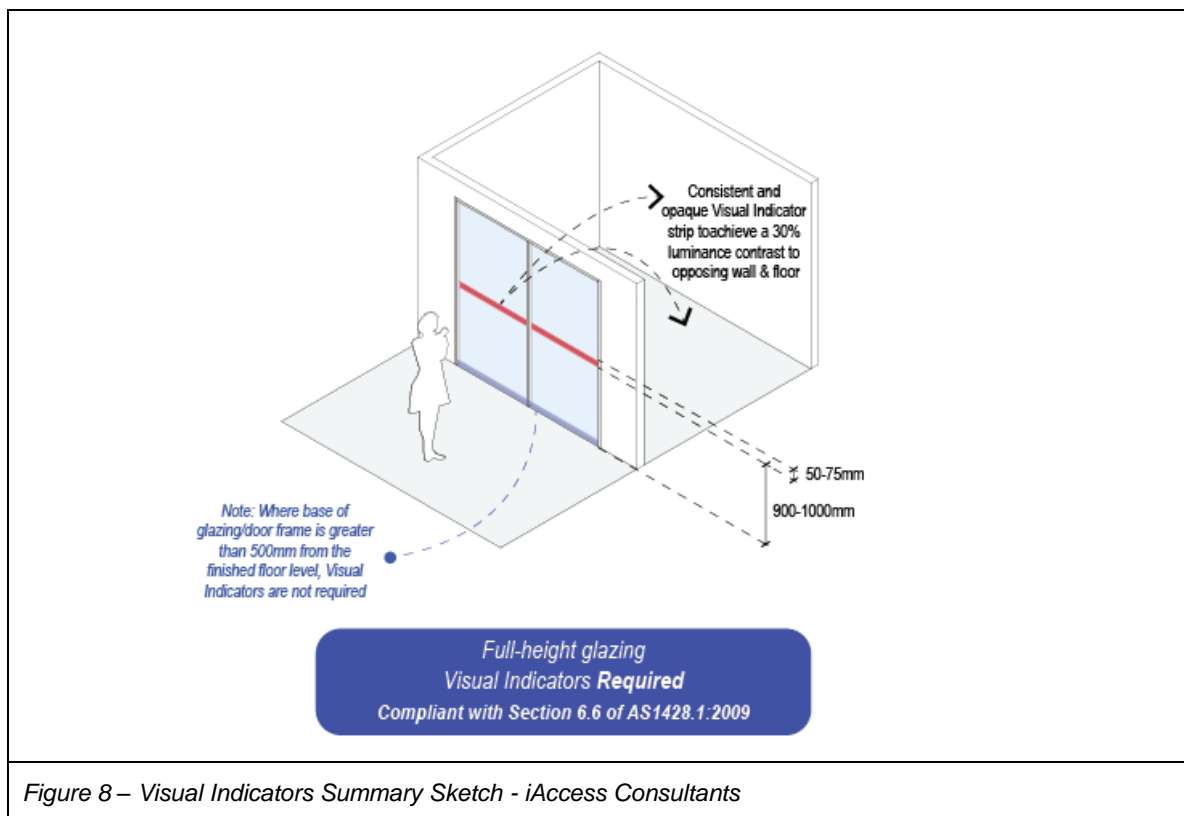 Consistent and
opaque Visual Indicator
strip toachieve a 30%
luminance contrast to
opposing wall & floor
50-75mm
900-1000mm
Note: Where base of
glazing/door frame is greater
than 500mm from the
finished floor level, Visual
Indicators are not required
Full-height glazing
Visual Indicators Required
Compliant with Section 6.6 of AS1428.1:2009
Figure 8 – Visual Indicators Summary Sketch - iAccess Consultants